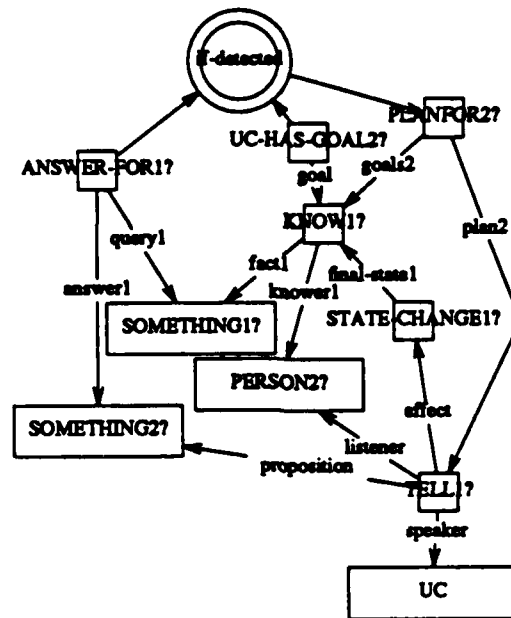 if-detected
PLANFOR2?
UC-HAS-GOAL2?
ANSWER-FOR1?
goal
goals2
KNOW1?
query1
plan2
fact1
final-state1
answer1
knower1
SOMETHING1?
STATE-CHANGE1?
PERSON2?
effect
SOMETHING2?
listener
proposition
TELL1?
speaker
UC